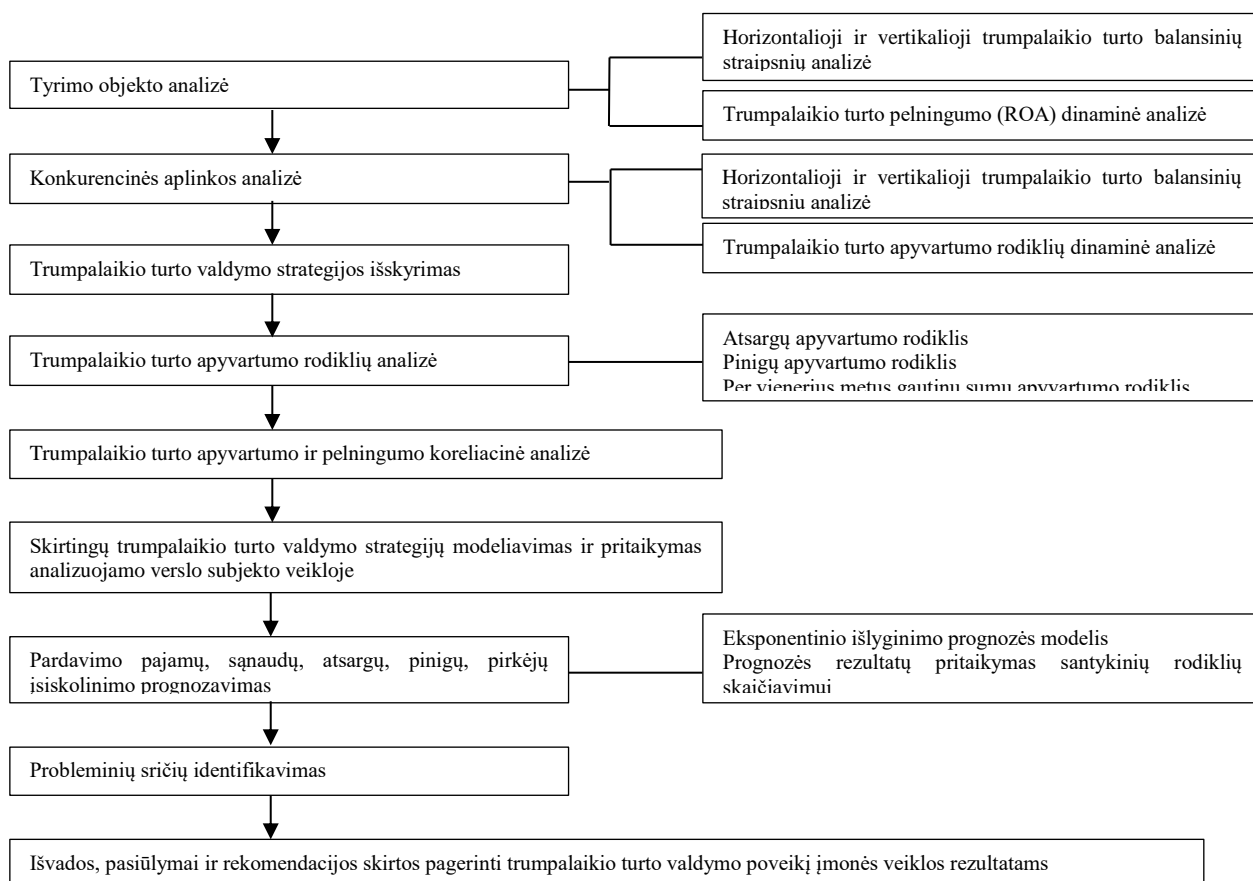 Horizontalioji ir vertikalioji trumpalaikio turto balansinių
straipsnių analizė
Tyrimo objekto analizė
Trumpalaikio turto pelningumo (ROA) dinaminė analizė
Konkurencinės aplinkos analizė
Horizontalioji ir vertikalioji trumpalaikio turto balansinių
straipsnių analizė
Trumpalaikio turto apyvartumo rodiklių dinaminė analizė
Trumpalaikio turto valdymo strategijos išskyrimas
Trumpalaikio turto apyvartumo rodiklių analizė
Atsargų apyvartumo rodiklis
Pinigų apyvartumo rodiklis
Per vienerius metus gautinų sumų apyvartumo rodiklis
Trumpalaikio turto apyvartumo ir pelningumo koreliacinė analizė
Skirtingų trumpalaikio turto valdymo strategijų modeliavimas ir pritaikymas
analizuojamo verslo subjekto veikloje
Pardavimo pajamų, sąnaudų, atsargų, pinigų, pirkėjų
įsiskolinimo prognozavimas
Eksponentinio išlyginimo prognozės modelis
Prognozės rezultatų pritaikymas santykinių rodiklių
skaičiavimui
Probleminių sričių identifikavimas
Išvados, pasiūlymai ir rekomendacijos skirtos pagerinti trumpalaikio turto valdymo poveikį įmonės veiklos rezultatams